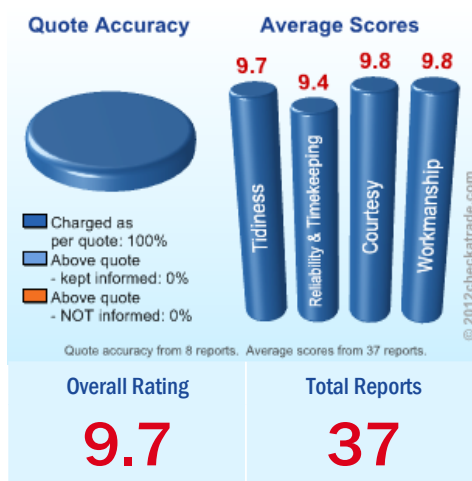 Quote Accuracy
Charged as
per quote: 100%
Above quote
- kept informed: 0%
Above quote
- NOT informed: 0%
Average Scores
9.7
9.4
9.8
9.8
Tidiness
Reliability & Timekeeping
Courtesy
Workmanship
© 2012checkatrade.com
Quote accuracy from 8 reports. Average scores from 37 reports.
Overall Rating
9.7
Total Reports
37